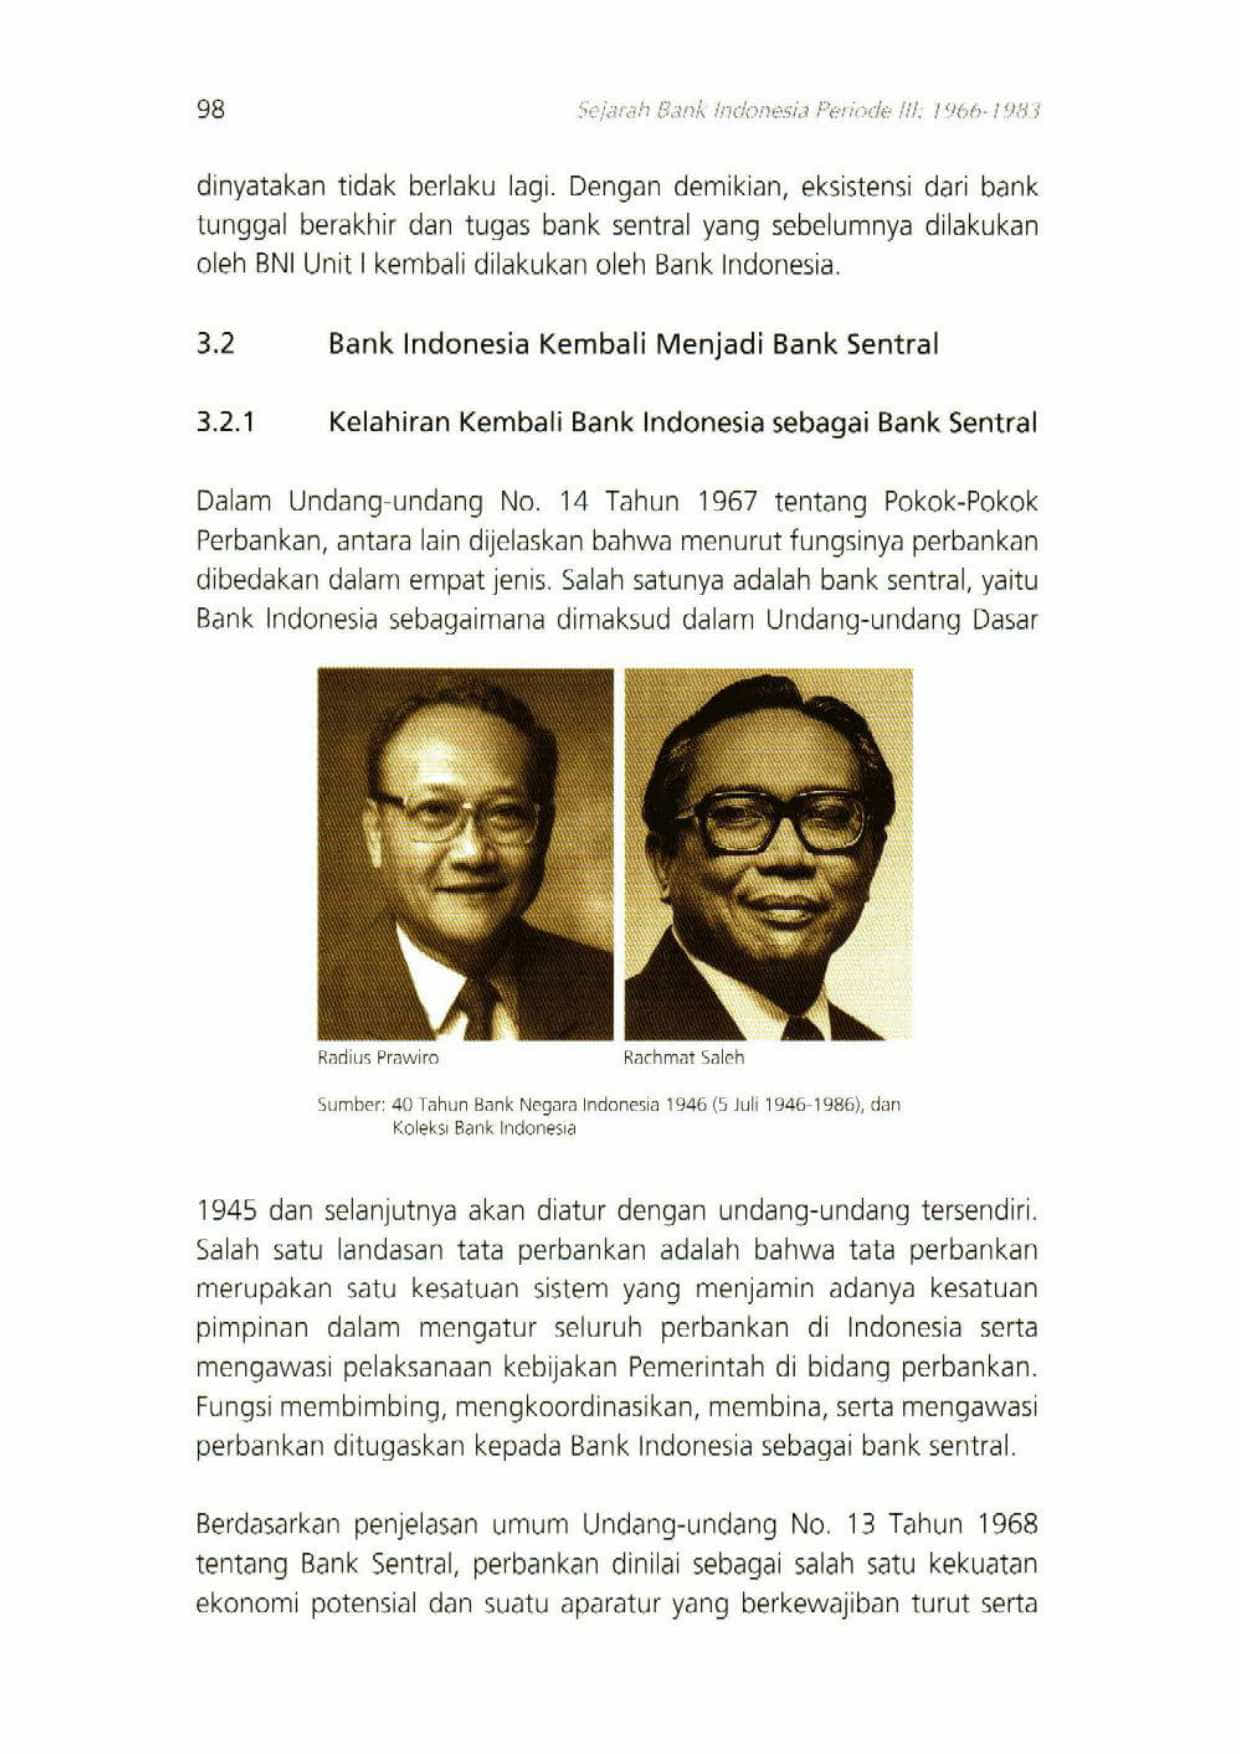 98
Sejarah Bank Indonesia Periode III: 1966-1983
dinyatakan tidak berlaku lagi. Dengan demikian, eksistensi dari bank
tunggal berakhir dan tugas bank sentral yang sebelumnya dilakukan
oleh BNI Unit I kembali dilakukan oleh Bank Indonesia.
3.2 Bank Indonesia Kembali Menjadi Bank Sentral
3.2.1 Kelahiran Kembali Bank Indonesia sebagai Bank Sentral
Dalam Undang-undang No. 14 Tahun 1967 tentang Pokok-Pokok
Perbankan, antara lain dijelaskan bahwa menurut fungsinya perbankan
dibedakan dalam empat jenis. Salah satunya adalah bank sentral, yaitu
Bank Indonesia sebagaimana dimaksud dalam Undang-undang Dasar
Radius Prawiro
Rachmat Saleh
Sumber: 40 Tahun Bank Negara Indonesia 1946 (5 Juli 1946-1986), dan
Koleksi Bank Indonesia
1945 dan selanjutnya akan diatur dengan undang-undang tersendiri.
Salah satu landasan tata perbankan adalah bahwa tata perbankan
merupakan satu kesatuan sistem yang menjamin adanya kesatuan
pimpinan dalam mengatur seluruh perbankan di Indonesia serta
mengawasi pelaksanaan kebijakan Pemerintah di bidang perbankan.
Fungsi membimbing, mengkoordinasikan, membina, serta mengawasi
perbankan ditugaskan kepada Bank Indonesia sebagai bank sentral.
Berdasarkan penjelasan umum Undang-undang No. 13 Tahun 1968
tentang Bank Sentral, perbankan dinilai sebagai salah satu kekuatan
ekonomi potensial dan suatu aparatur yang berkewajiban turut serta